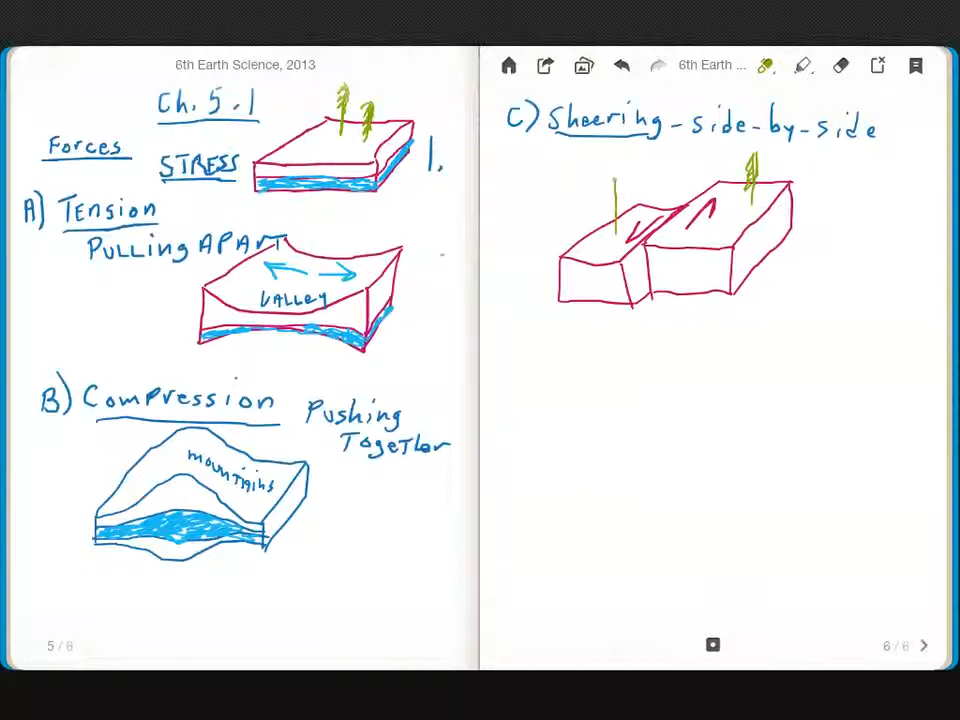 6th Earth Science, 2013
Ch. 5.1
Forces
STRESS
1.
A) Tension
PULLING APART
VALLEY
B) Compression
Pushing
Together
mountains
5 / 6
6th Earth ...
C) Sheering - side-by-side
6 / 6